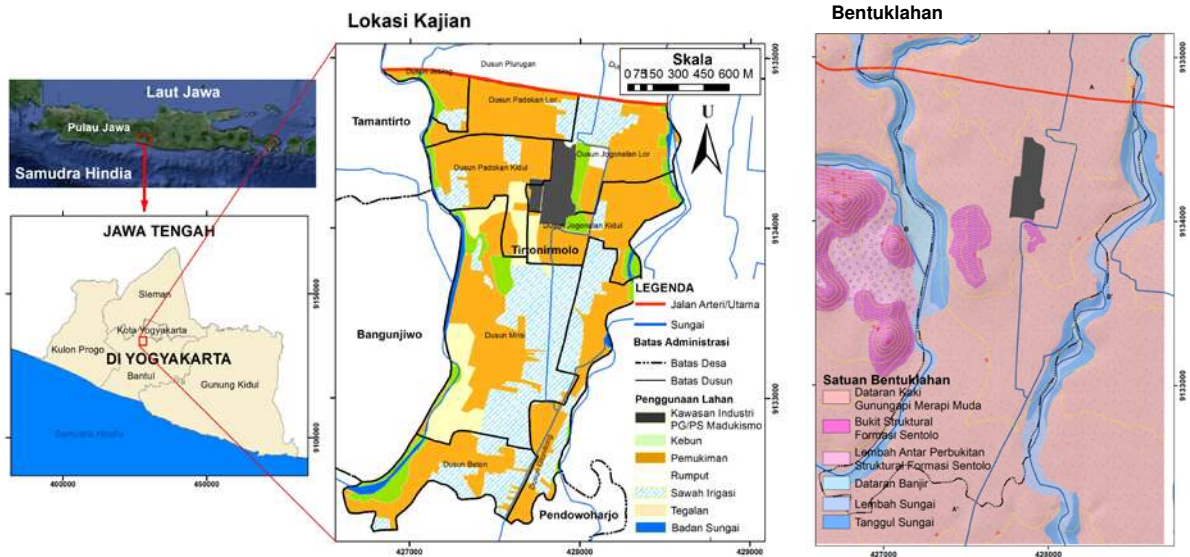 Lokasi Kajian
Bentuklahan
Laut Jawa
Pulau Jawa
Samudra Hindia
JAWA TENGAH
Sleman
Kota Yogyakarta
Kulon Progo
DI YOGYAKARTA
Bantul
Gunung Kidul
Samudra Hindia
9150000
9100000
400000
450000
Dusun Plurugan
Skala
0 75 150 300 450 600 M
U
Dusun Padokan Lor
Tamantirto
Dusun Padokan Kidul
Dusun Jogonalan Lor
Dusun Jogonalan Kidul
Tirtonirmolo
Bangunjiwo
Dusun Mrisi
Dusun Beton
Pendowoharjo
LEGENDA
Jalan Arteri/Utama
Sungai
Batas Administrasi
Batas Desa
Batas Dusun
Penggunaan Lahan
Kawasan Industri
PG/PS Madukismo
Kebun
Pemukiman
Rumput
Sawah Irigasi
Tegalan
Badan Sungai
9135000
9134000
9133000
427000
428000
429000
A
B
B'
A'
Satuan Bentuklahan
Dataran Kaki
Gunungapi Merapi Muda
Bukit Struktural
Formasi Sentolo
Lembah Antar Perbukitan
Struktural Formasi Sentolo
Dataran Banjir
Lembah Sungai
Tanggul Sungai
9135000
9134000
9133000
427000
428000